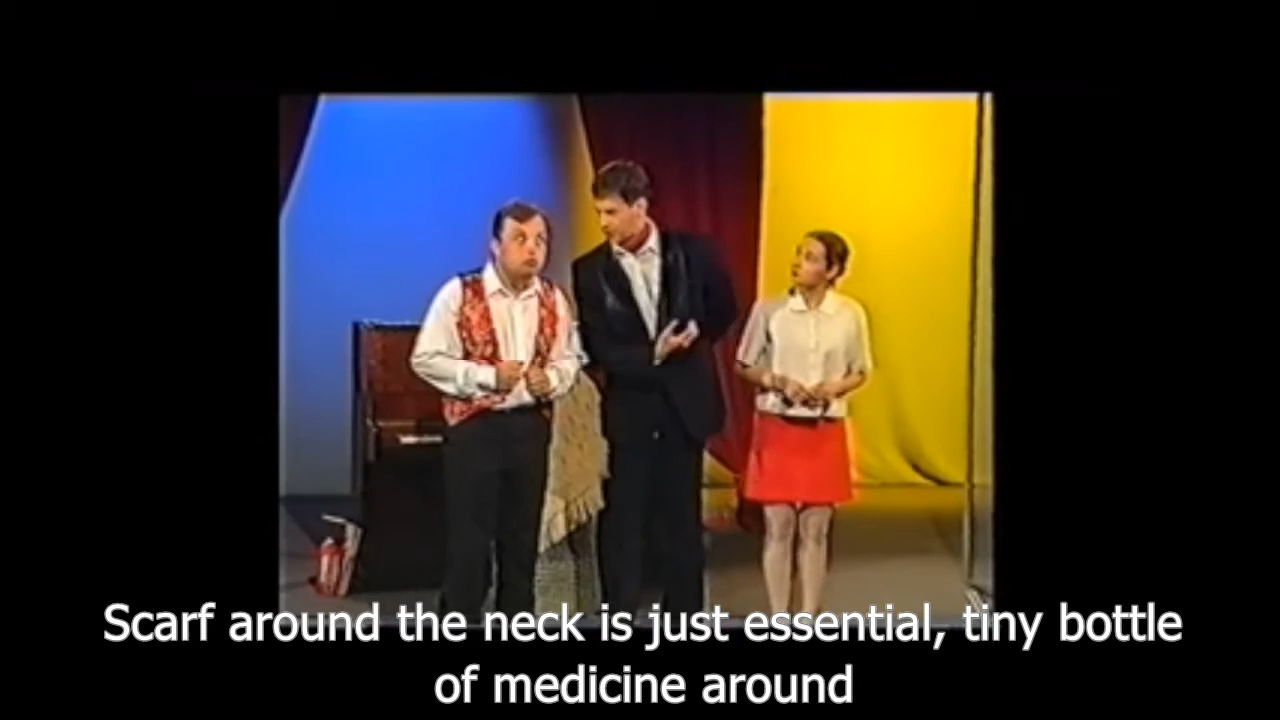 Scarf around the neck is just essential, tiny bottle
of medicine around